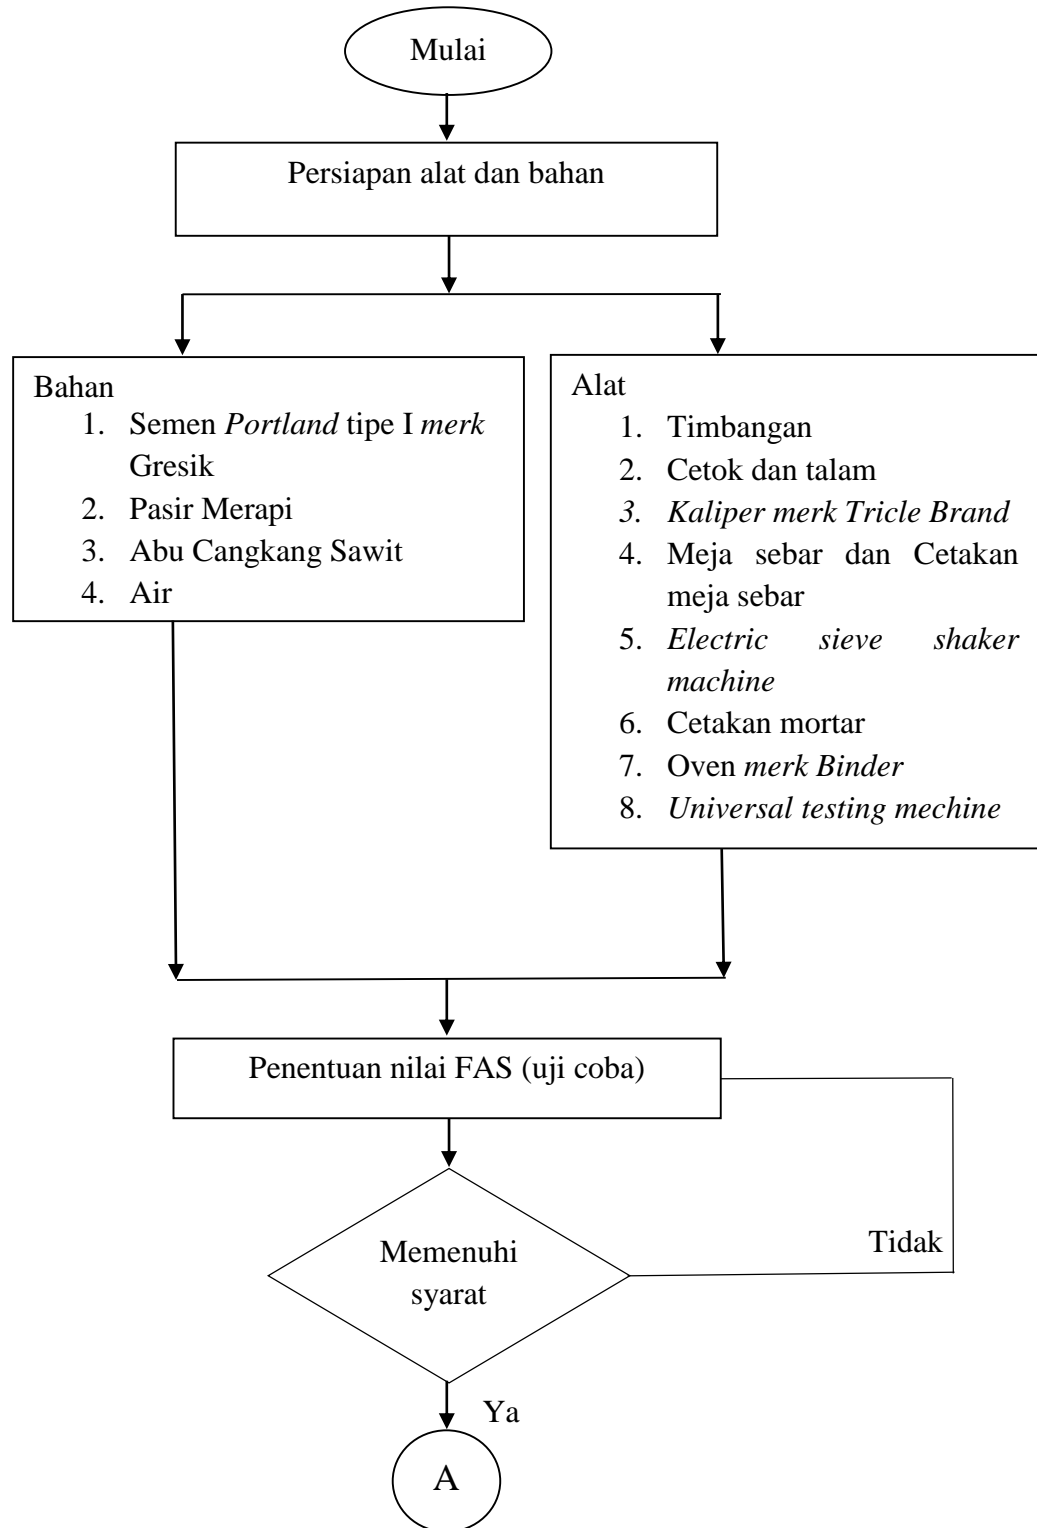 Mulai
Persiapan alat dan bahan
Bahan
1. Semen Portland tipe I merk
Gresik
2. Pasir Merapi
3. Abu Cangkang Sawit
4. Air
Alat
1. Timbangan
2. Cetok dan talam
3. Kaliper merk Tricle Brand
4. Meja sebar dan Cetakan
meja sebar
5. Electric sieve shaker
machine
6. Cetakan mortar
7. Oven merk Binder
8. Universal testing mechine
Penentuan nilai FAS (uji coba)
Memenuhi
syarat
Tidak
Ya
A